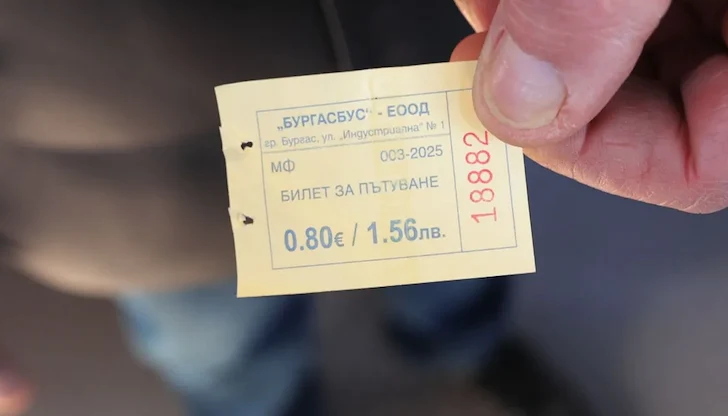 „БУРГАСБУС“ - ЕООД
гр. Бургас, ул. „Индустриална“ № 1
МФ 003-2025
БИЛЕТ ЗА ПЪТУВАНЕ
0.80€ / 1.56лв.
18882